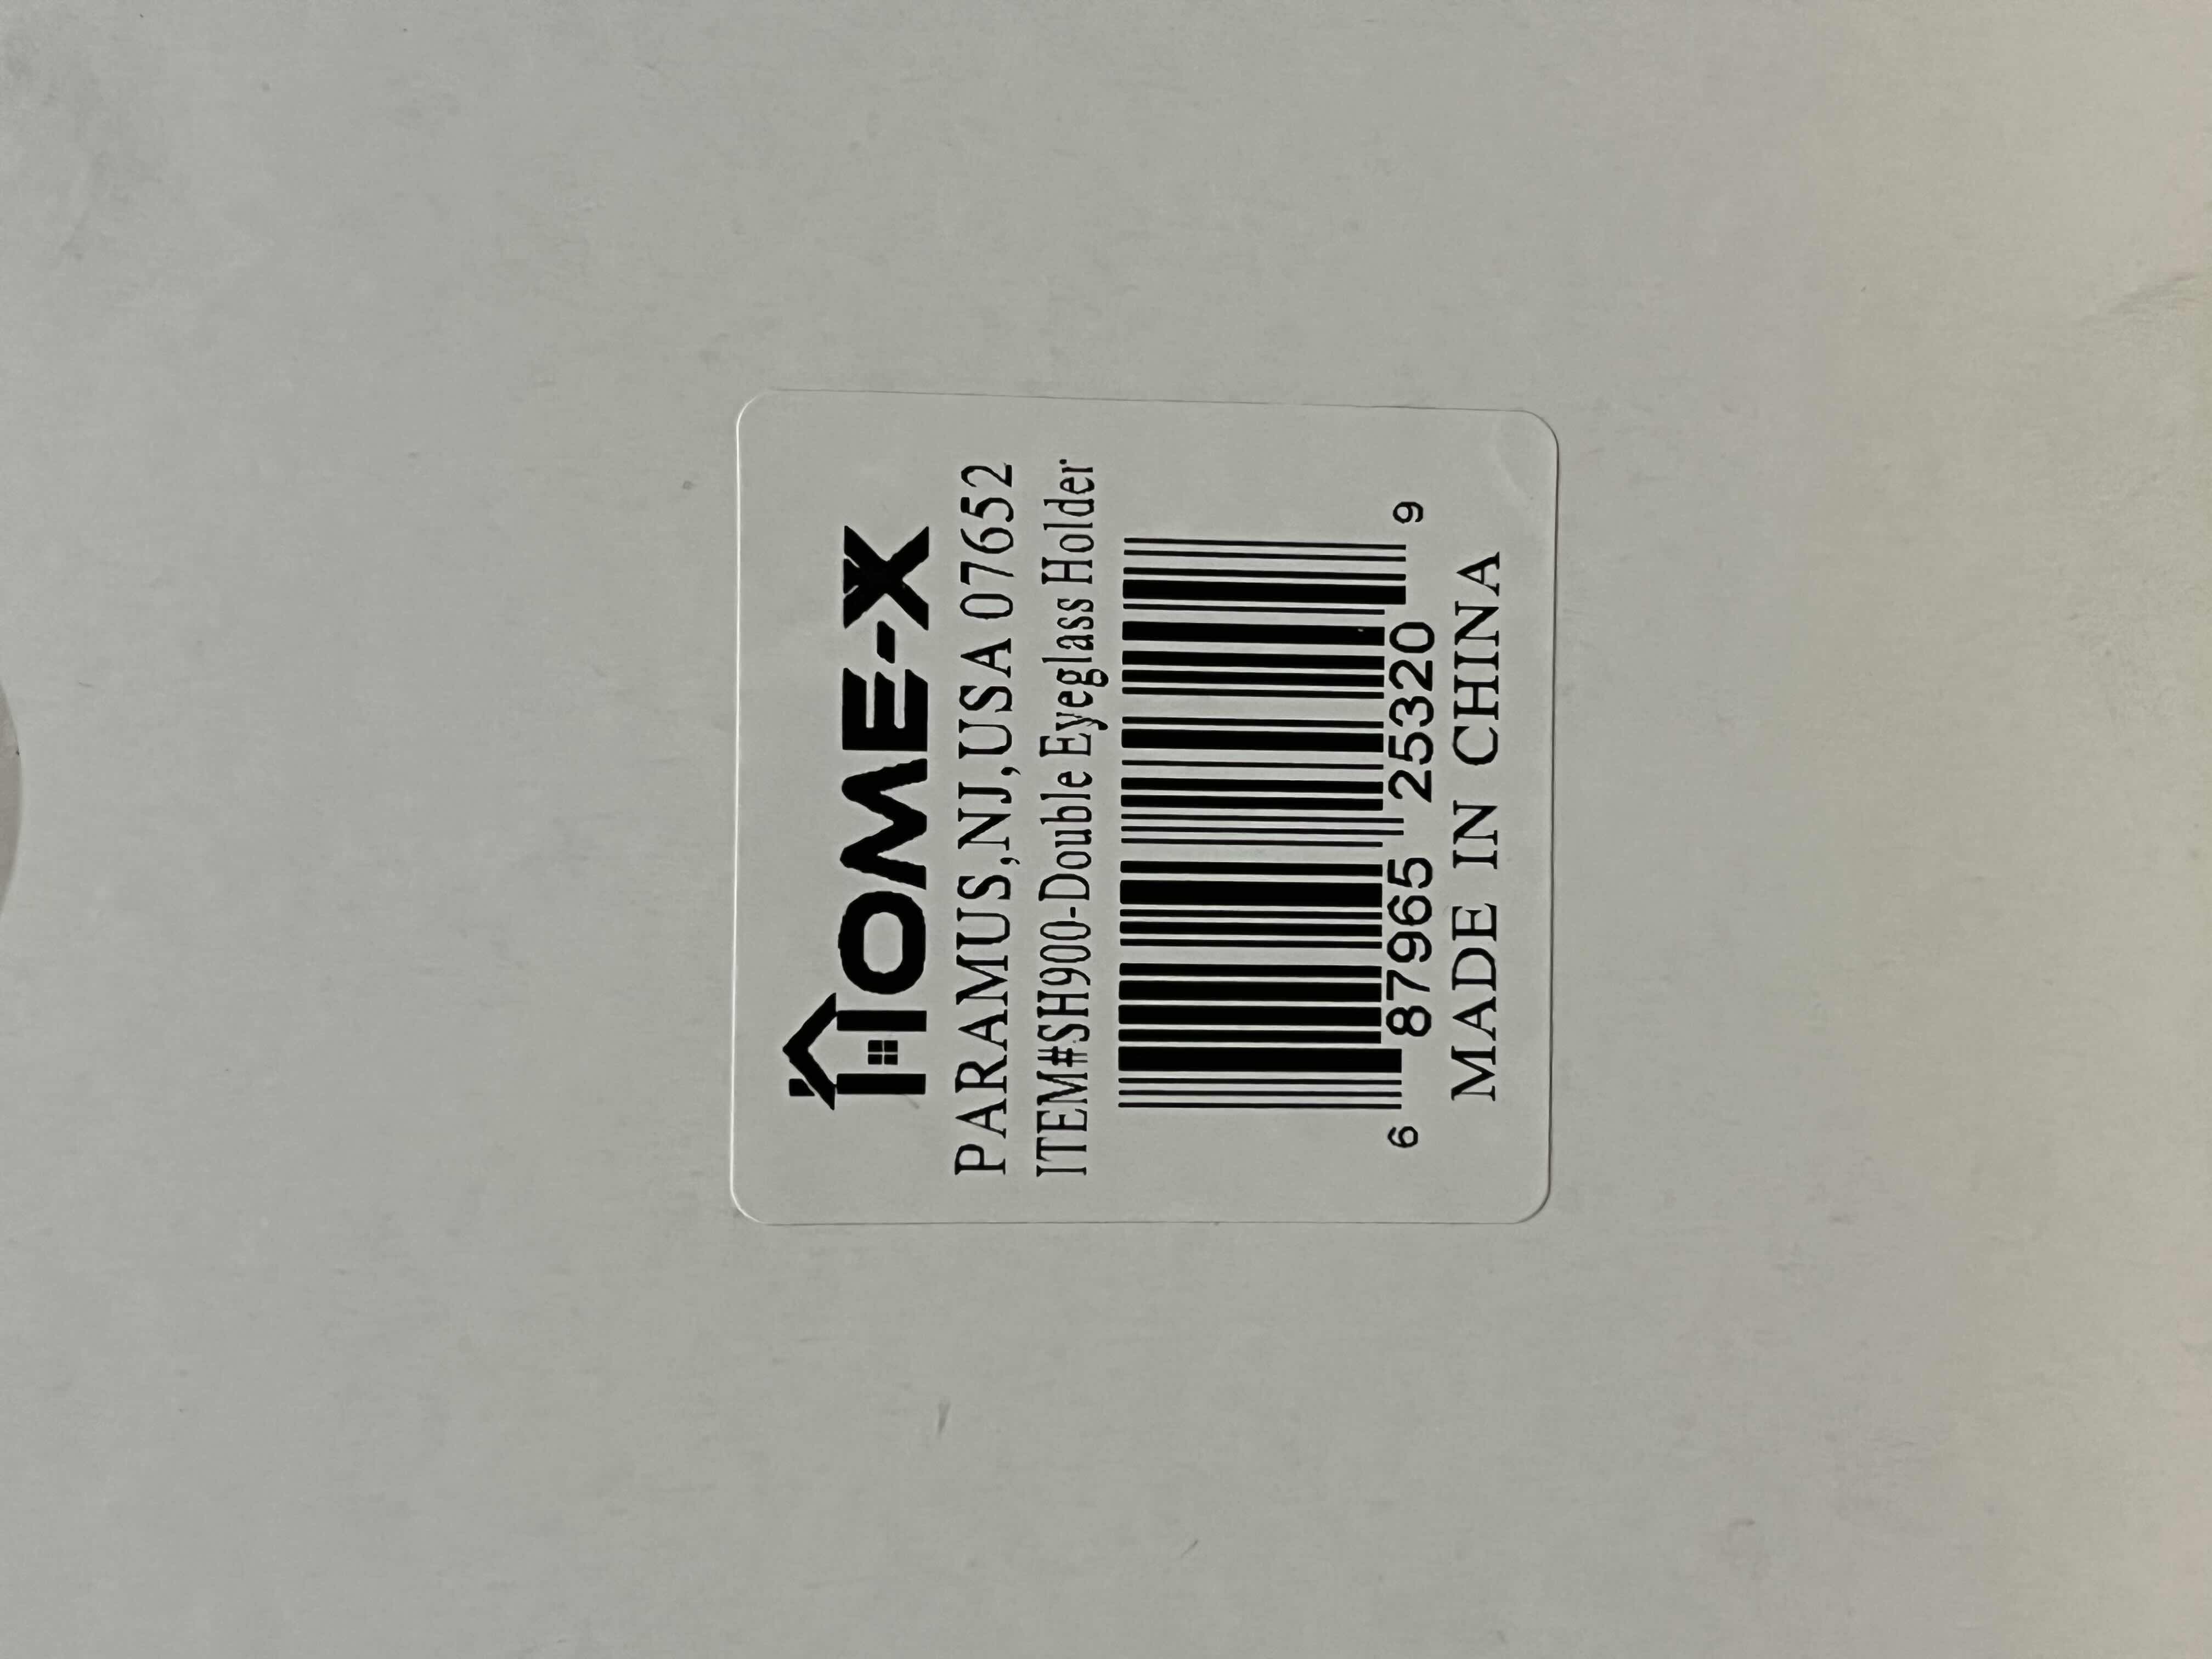 HOME-X
PARAMUS,NJ,USA 07652
ITEM#SH900-Double Eyeglass Holder
6 87965 25320 9
MADE IN CHINA